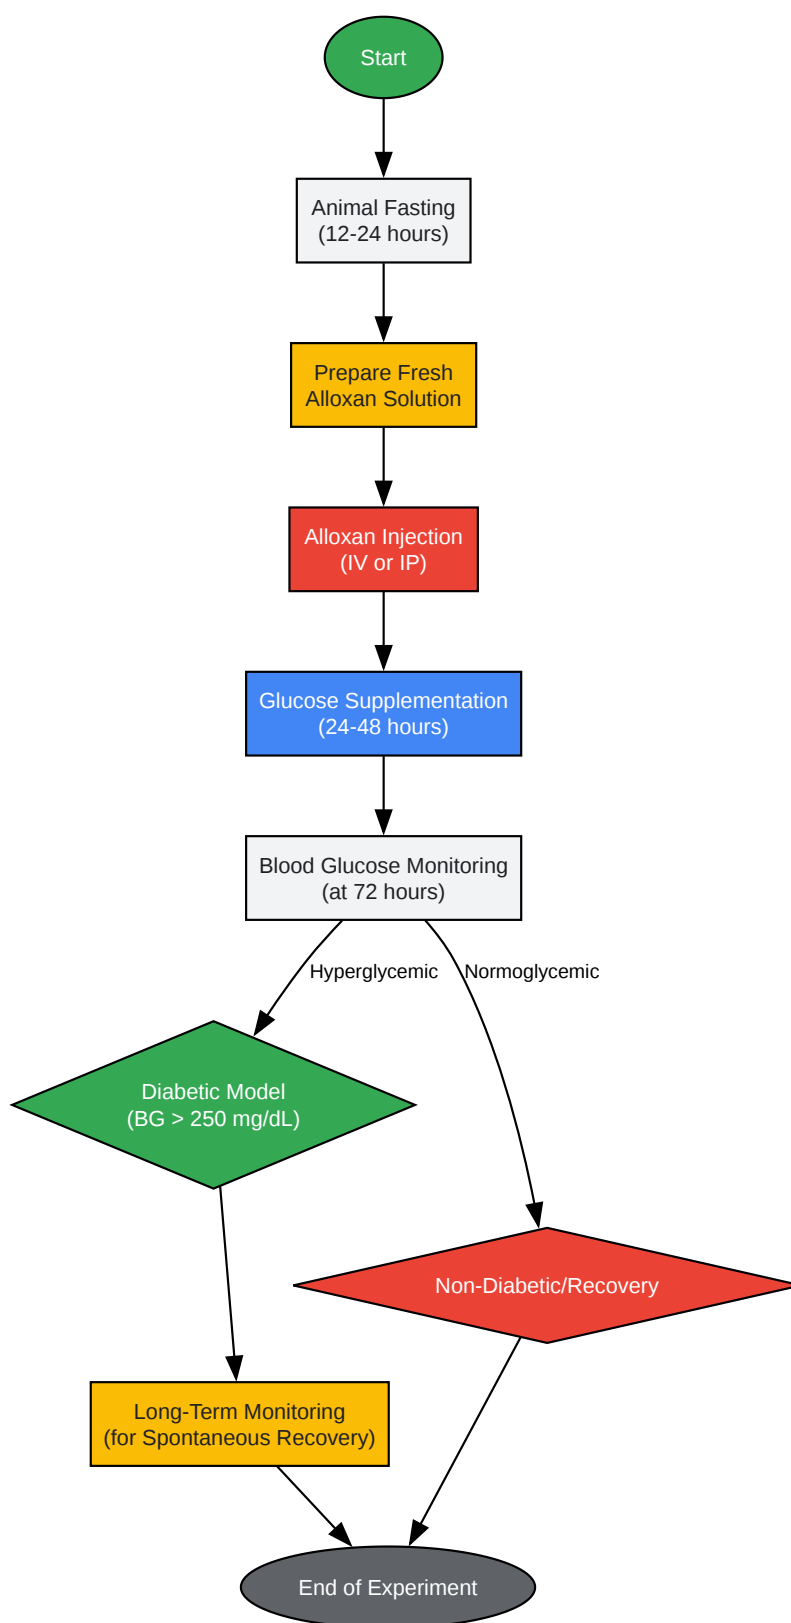 Start
Animal Fasting
(12-24 hours)
Prepare Fresh
Alloxan Solution
Alloxan Injection
(IV or IP)
Glucose Supplementation
(24-48 hours)
Blood Glucose Monitoring
(at 72 hours)
Hyperglycemic
Normoglycemic
Diabetic Model
(BG > 250 mg/dL)
Non-Diabetic/Recovery
Long-Term Monitoring
(for Spontaneous Recovery)
End of Experiment